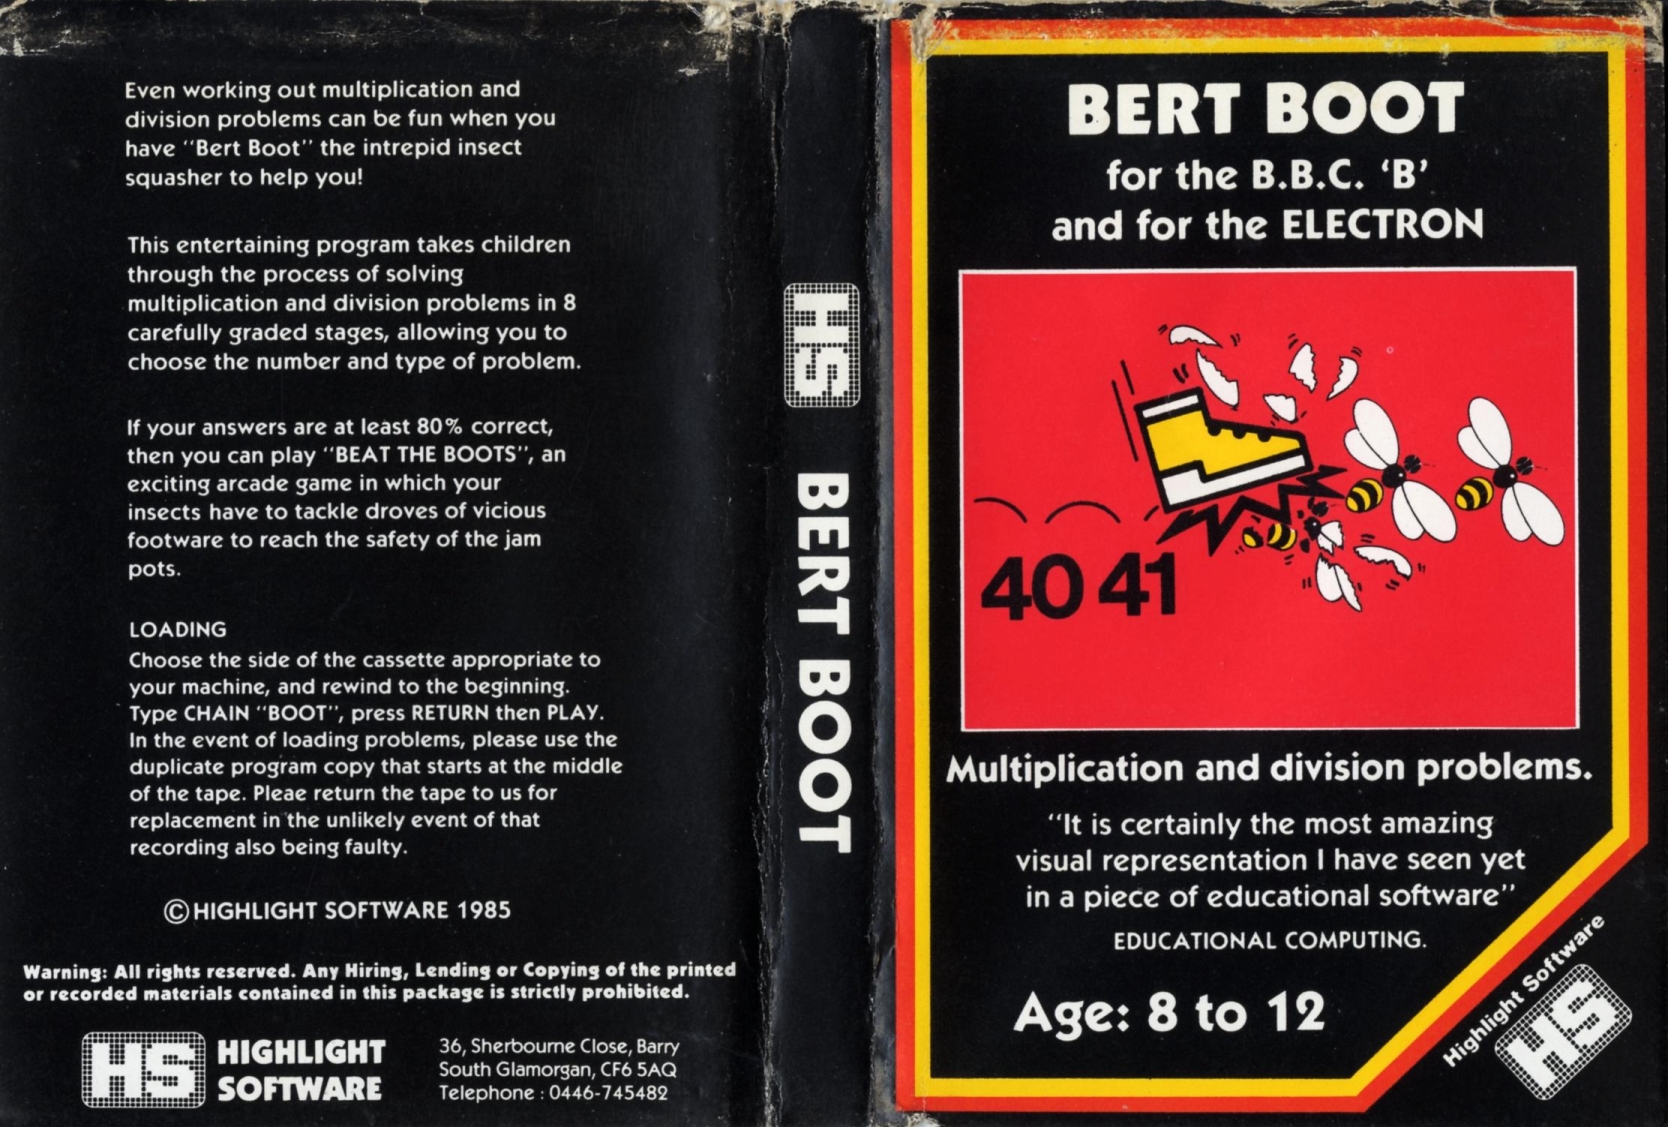 Even working out multiplication and
division problems can be fun when you
have “Bert Boot” the intrepid insect
squasher to help you!
This entertaining program takes children
through the process of solving
multiplication and division problems in 8
carefully graded stages, allowing you to
choose the number and type of problem.
If your answers are at least 80% correct,
then you can play “BEAT THE BOOTS”, an
exciting arcade game in which your
insects have to tackle droves of vicious
footware to reach the safety of the jam
pots.
LOADING
Choose the side of the cassette appropriate to
your machine, and rewind to the beginning.
Type CHAIN “BOOT”, press RETURN then PLAY.
In the event of loading problems, please use the
duplicate program copy that starts at the middle
of the tape. Pleae return the tape to us for
replacement in the unlikely event of that
recording also being faulty.
© HIGHLIGHT SOFTWARE 1985
Warning: All rights reserved. Any Hiring, Lending or Copying of the printed
or recorded materials contained in this package is strictly prohibited.
HS
HIGHLIGHT
SOFTWARE
36, Sherbourne Close, Barry
South Glamorgan, CF6 5AQ
Telephone : 0446-745482
HS
BERT BOOT
BERT BOOT
for the B.B.C. ‘B’
and for the ELECTRON
40 41
Multiplication and division problems.
“It is certainly the most amazing
visual representation I have seen yet
in a piece of educational software”
EDUCATIONAL COMPUTING.
Age: 8 to 12
Highlight Software
HS